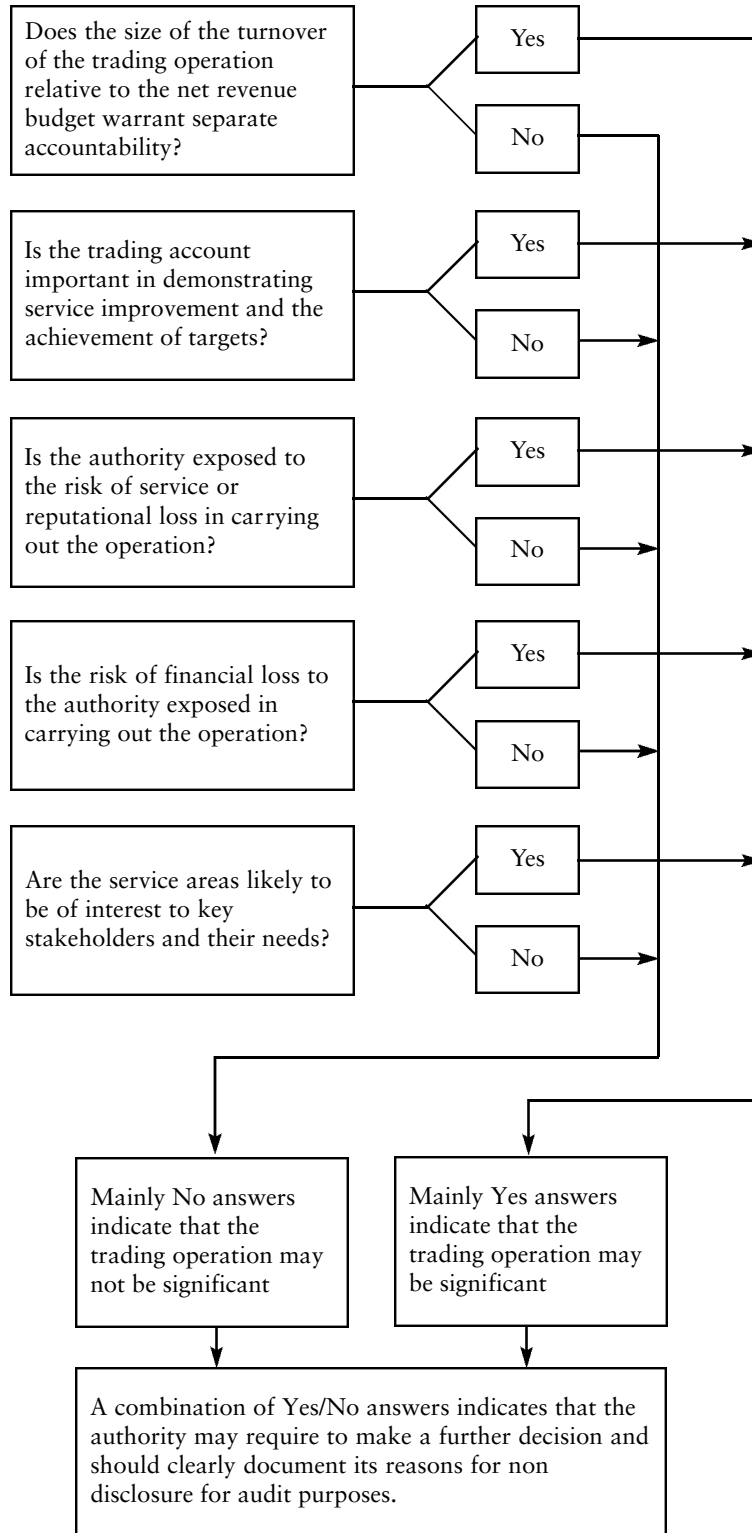 Does the size of the turnover
of the trading operation
relative to the net revenue
budget warrant separate
accountability?
Yes
No
Is the trading account
important in demonstrating
service improvement and the
achievement of targets?
Yes
No
Is the authority exposed to
the risk of service or
reputational loss in carrying
out the operation?
Yes
No
Is the risk of financial loss to
the authority exposed in
carrying out the operation?
Yes
No
Are the service areas likely to
be of interest to key
stakeholders and their needs?
Yes
No
Mainly No answers
indicate that the
trading operation may
not be significant
Mainly Yes answers
indicate that the
trading operation may
be significant
A combination of Yes/No answers indicates that the
authority may require to make a further decision and
should clearly document its reasons for non
disclosure for audit purposes.